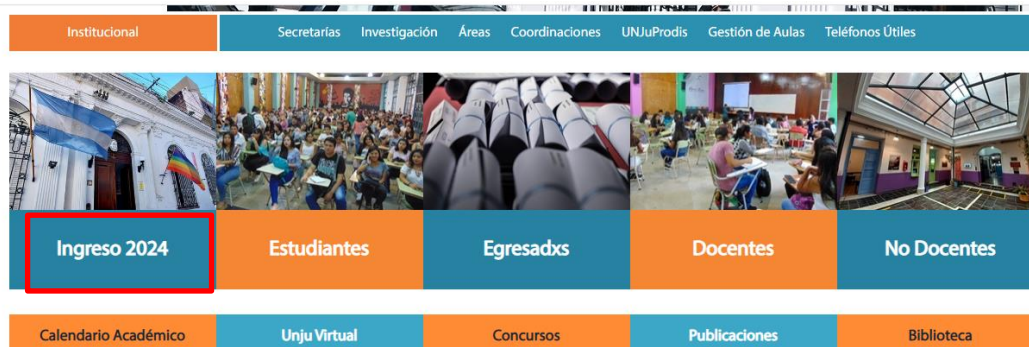 Institucional
Secretarías Investigación Áreas Coordinaciones UNJuProdis Gestión de Aulas Teléfonos Útiles
Ingreso 2024 Estudiantes Egresadxs Docentes No Docentes
Calendario Académico Unju Virtual Concursos Publicaciones Biblioteca